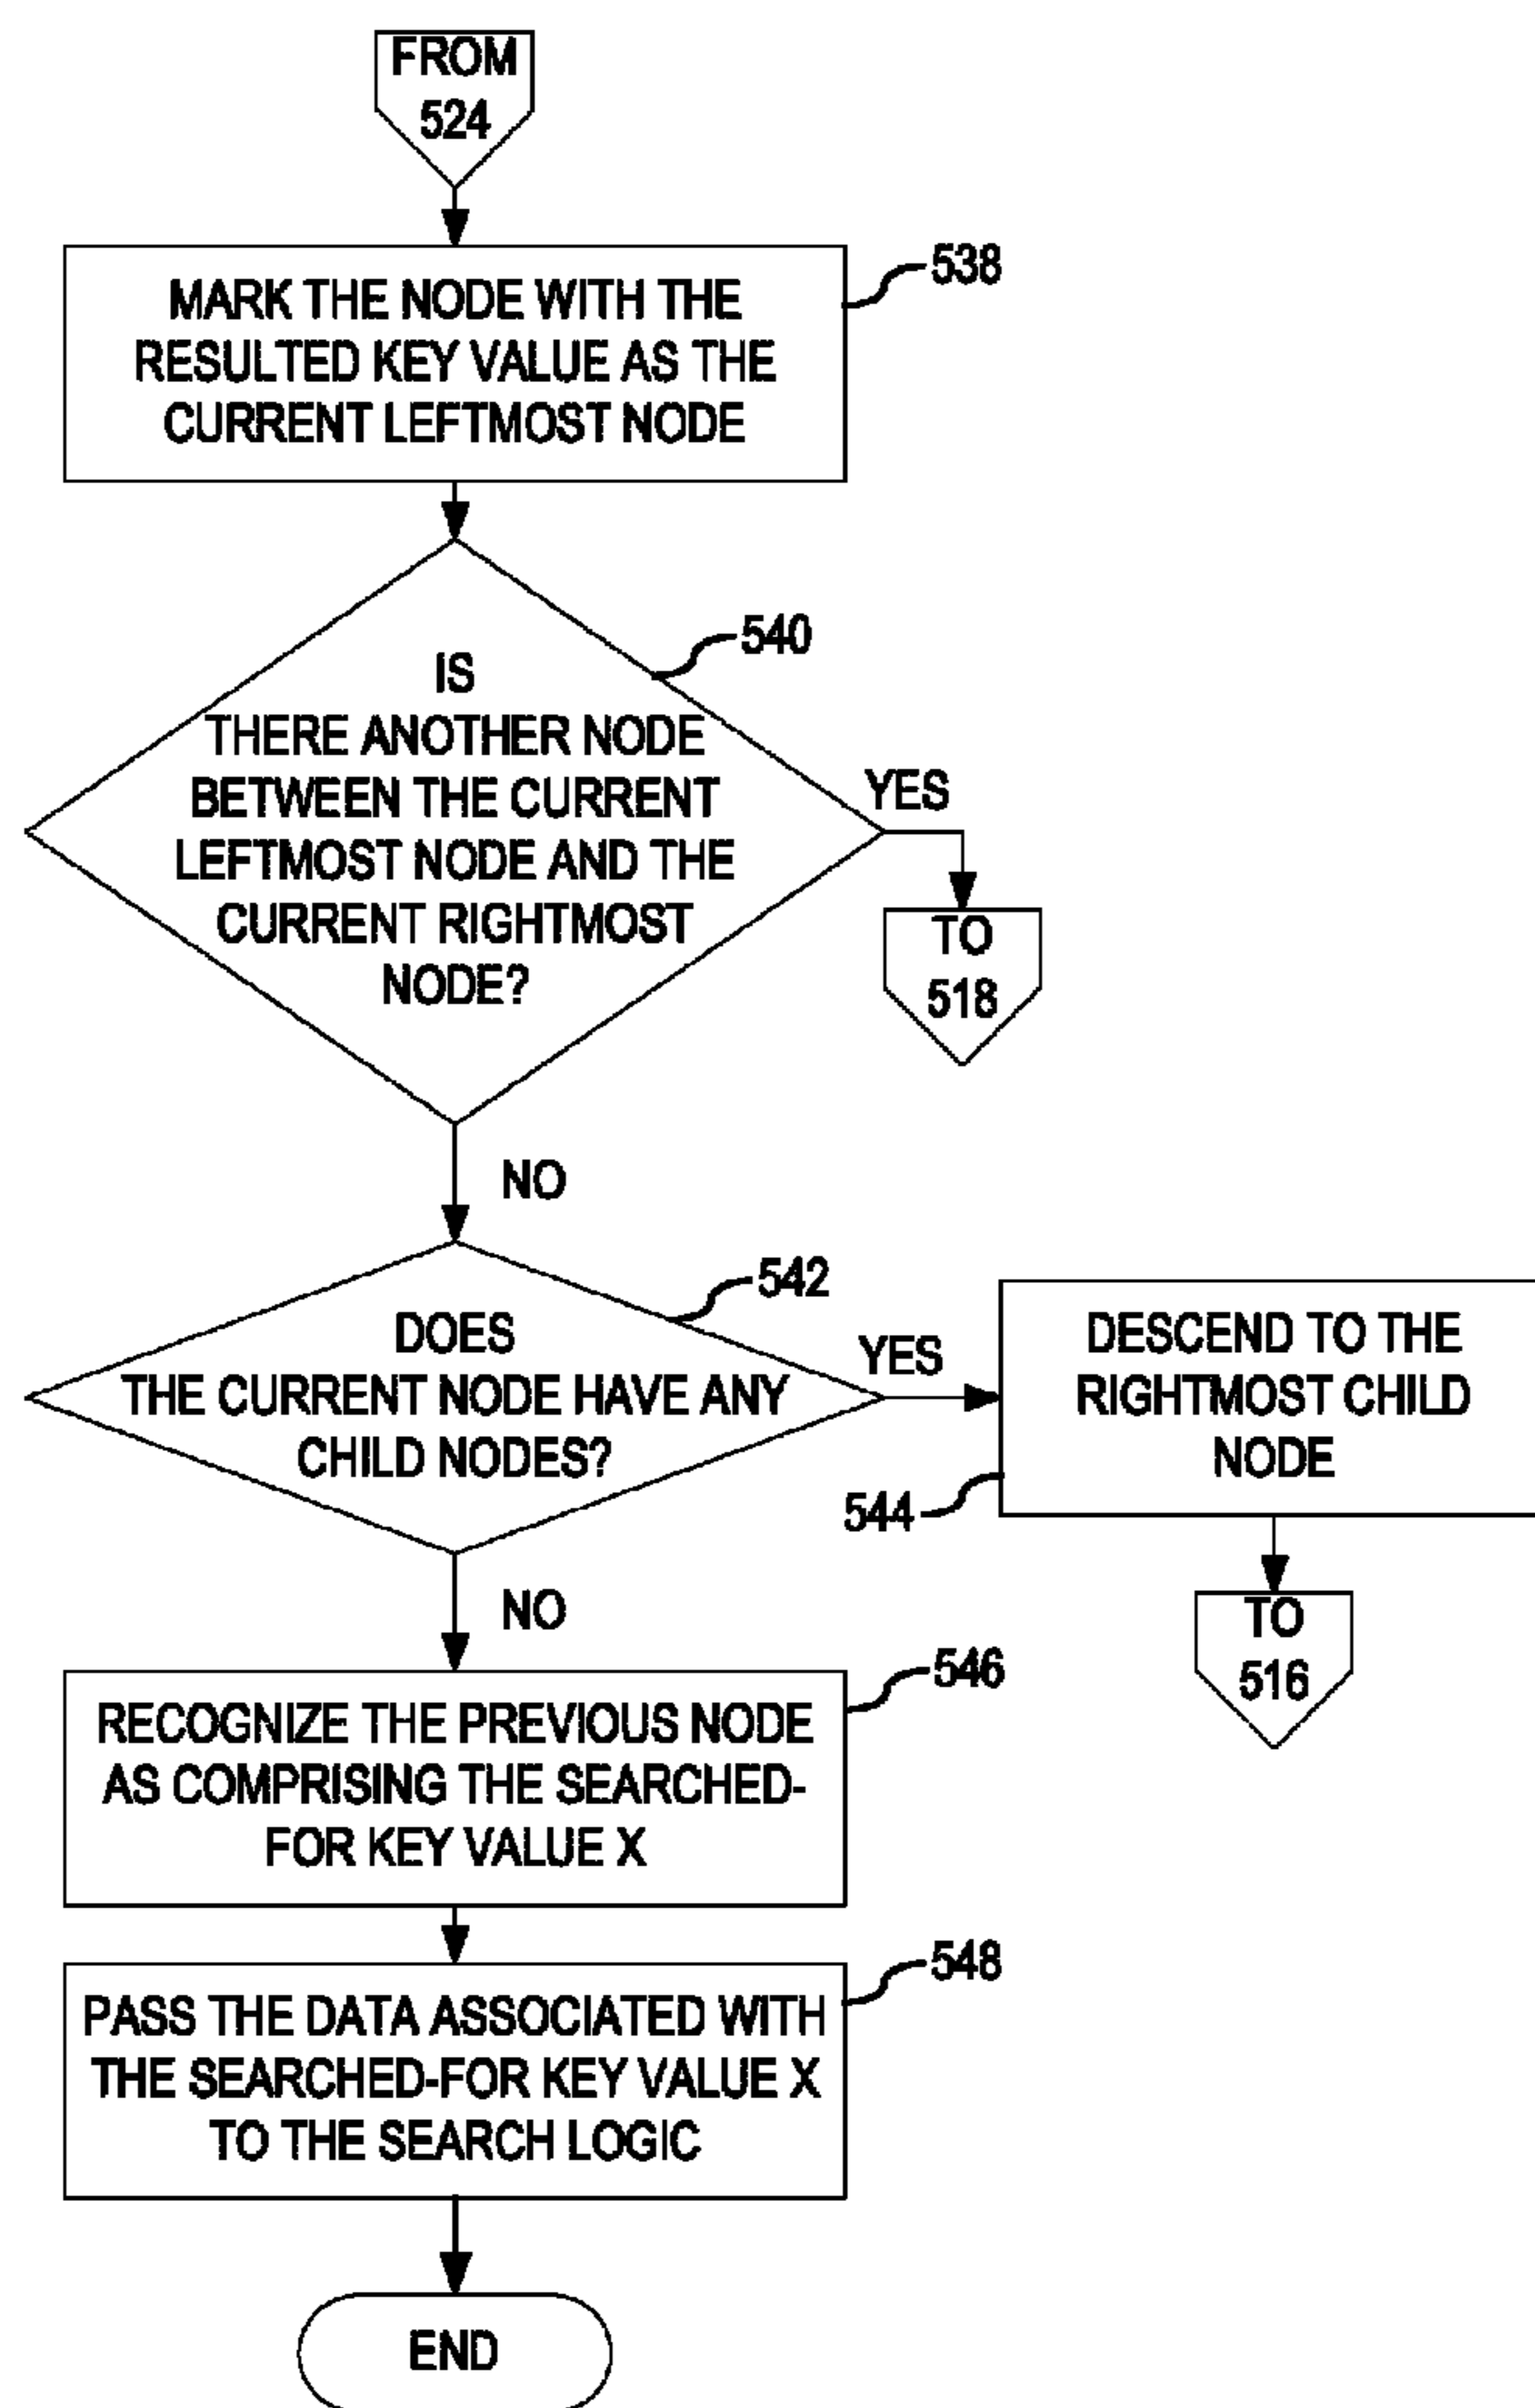 FROM
524
MARK THE NODE WITH THE
RESULTED KEY VALUE AS THE
CURRENT LEFTMOST NODE
538
IS
THERE ANOTHER NODE
BETWEEN THE CURRENT
LEFTMOST NODE AND THE
CURRENT RIGHTMOST
NODE?
540
YES
TO
518
NO
DOES
THE CURRENT NODE HAVE ANY
CHILD NODES?
542
YES
DESCEND TO THE
RIGHTMOST CHILD
NODE
544
TO
516
NO
RECOGNIZE THE PREVIOUS NODE
AS COMPRISING THE SEARCHED-
FOR KEY VALUE X
546
PASS THE DATA ASSOCIATED WITH
THE SEARCHED-FOR KEY VALUE X
TO THE SEARCH LOGIC
548
END